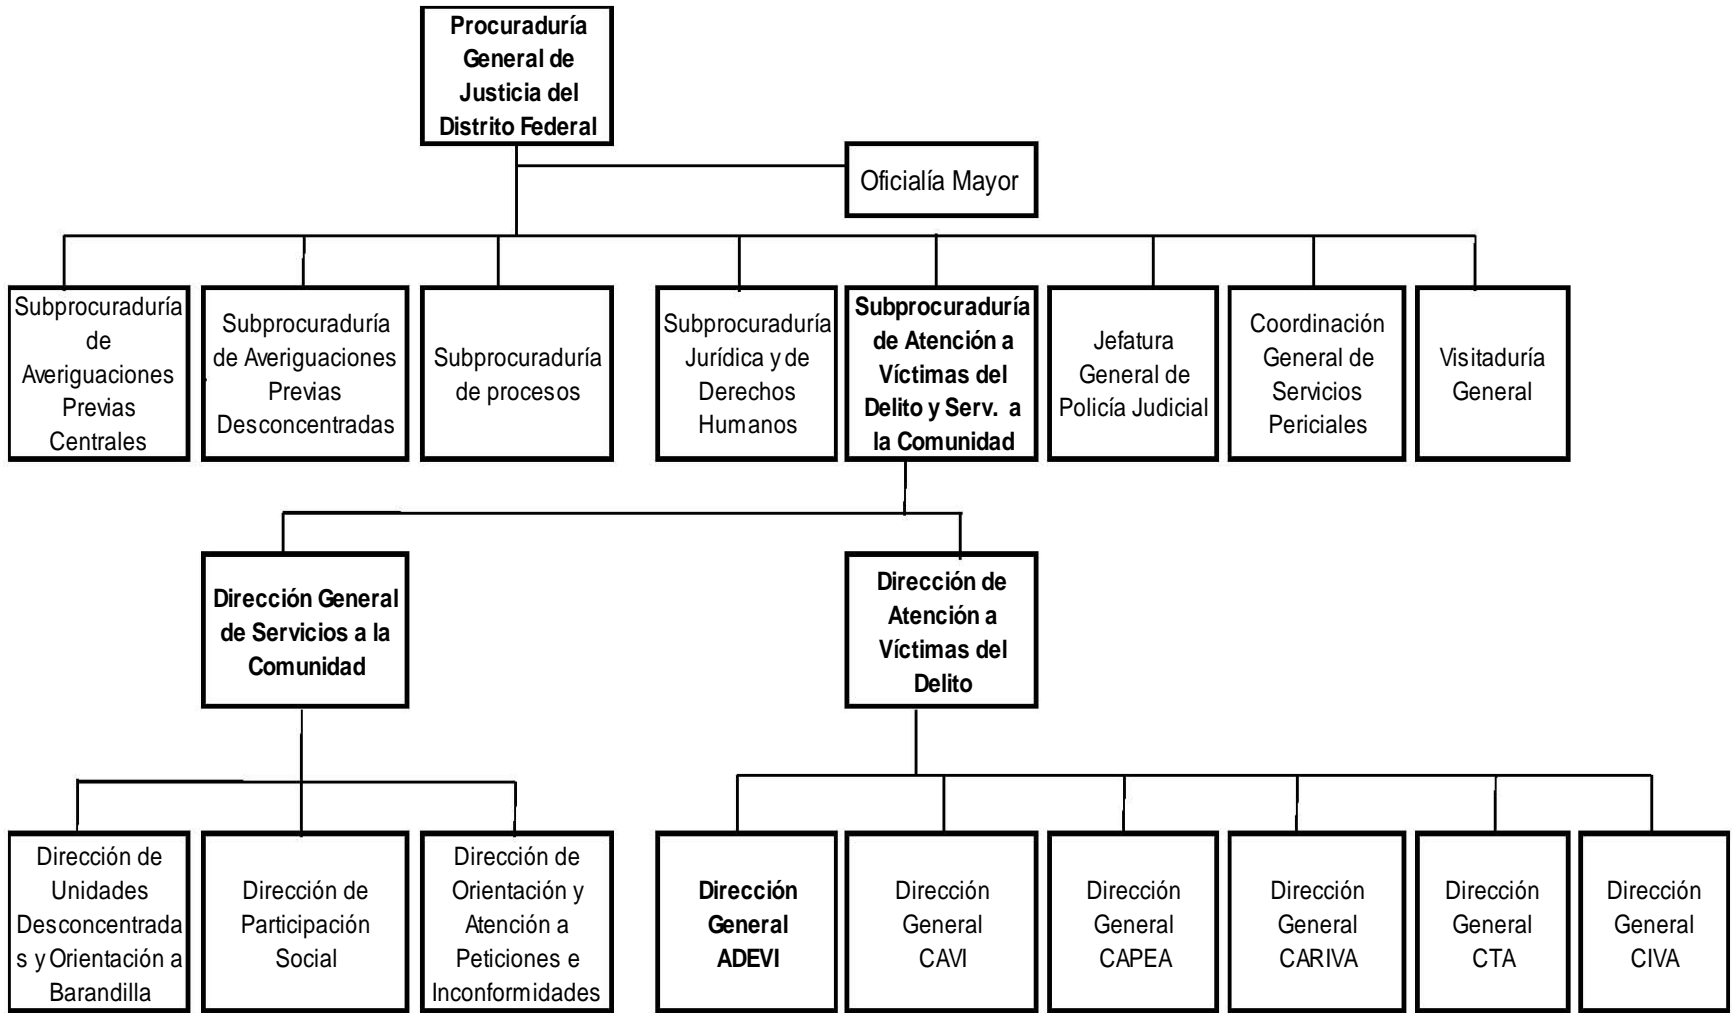 Procuraduría
General de
Justicia del
Distrito Federal
Oficialía Mayor
Subprocuraduría
de
Averiguaciones
Previas
Centrales
Subprocuraduría
de Averiguaciones
Previas
Desconcentradas
Subprocuraduría
de procesos
Subprocuraduría
Jurídica y de
Derechos
Humanos
Subprocuraduría
de Atención a
Víctimas del
Delito y Serv. a
la Comunidad
Jefatura
General de
Policía Judicial
Coordinación
General de
Servicios
Periciales
Visitaduría
General
Dirección General
de Servicios a la
Comunidad
Dirección de
Atención a
Víctimas del
Delito
Dirección de
Unidades
Desconcentrada
s y Orientación a
Barandilla
Dirección de
Participación
Social
Dirección de
Orientación y
Atención a
Peticiones e
Inconformidades
Dirección
General
ADEVI
Dirección
General
CAVI
Dirección
General
CAPEA
Dirección
General
CARIVA
Dirección
General
CTA
Dirección
General
CIVA